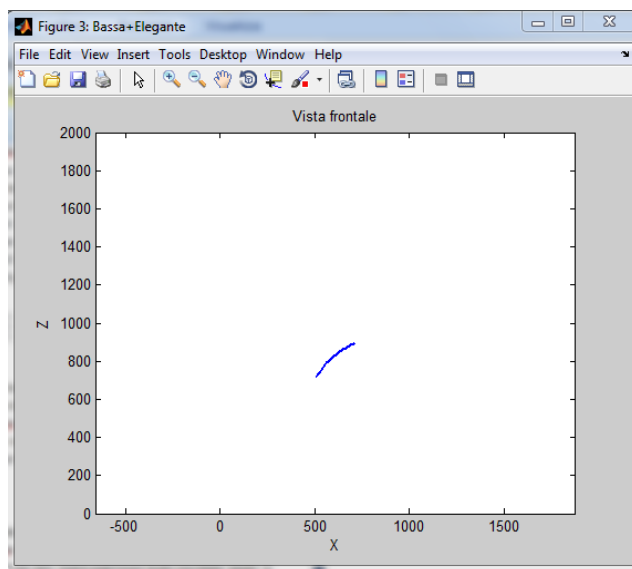 Figure 3: Bassa+Elegante
File Edit View Insert Tools Desktop Window Help
Vista frontale
2000
1800
1600
1400
1200
1000
800
600
400
200
0
Z
-500 0 500 1000 1500
X